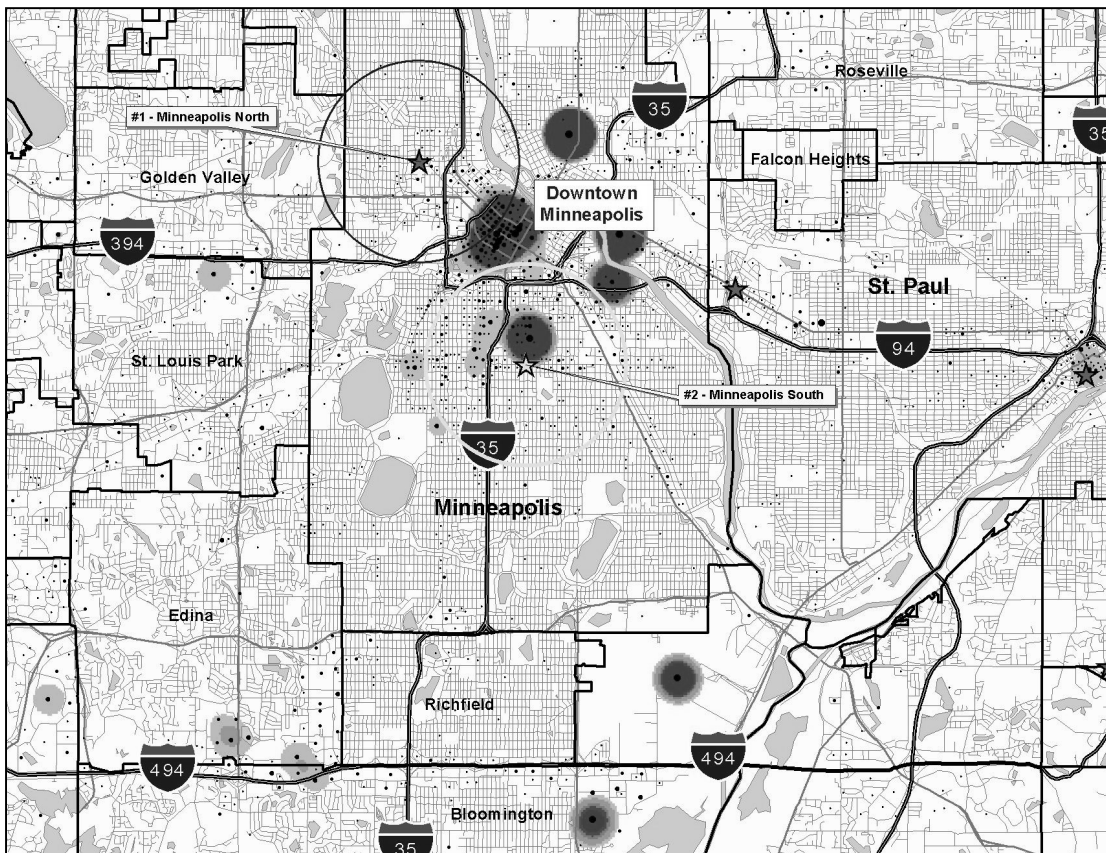 Roseville
35
35
#1 - Minneapolis North
Falcon Heights
Golden Valley
Downtown
Minneapolis
394
St. Paul
94
St. Louis Park
#2 - Minneapolis South
35
Minneapolis
Edina
Richfield
494
494
Bloomington
35